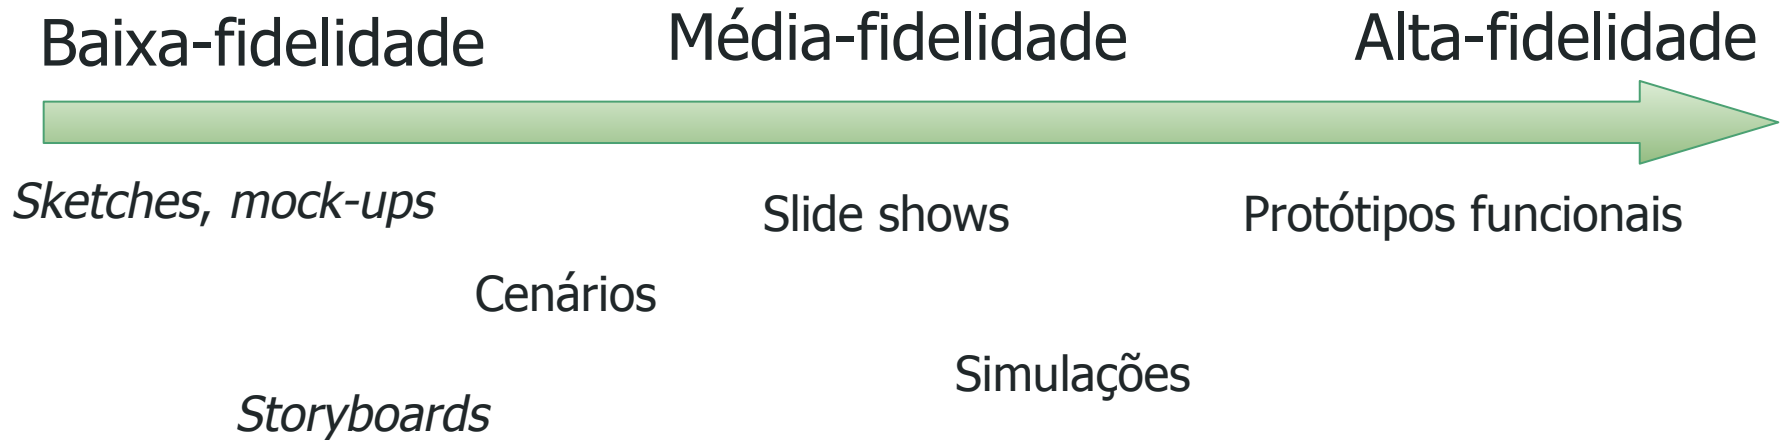 Baixa-fidelidade
Média-fidelidade
Alta-fidelidade
Sketches, mock-ups
Slide shows
Protótipos funcionais
Cenários
Simulações
Storyboards